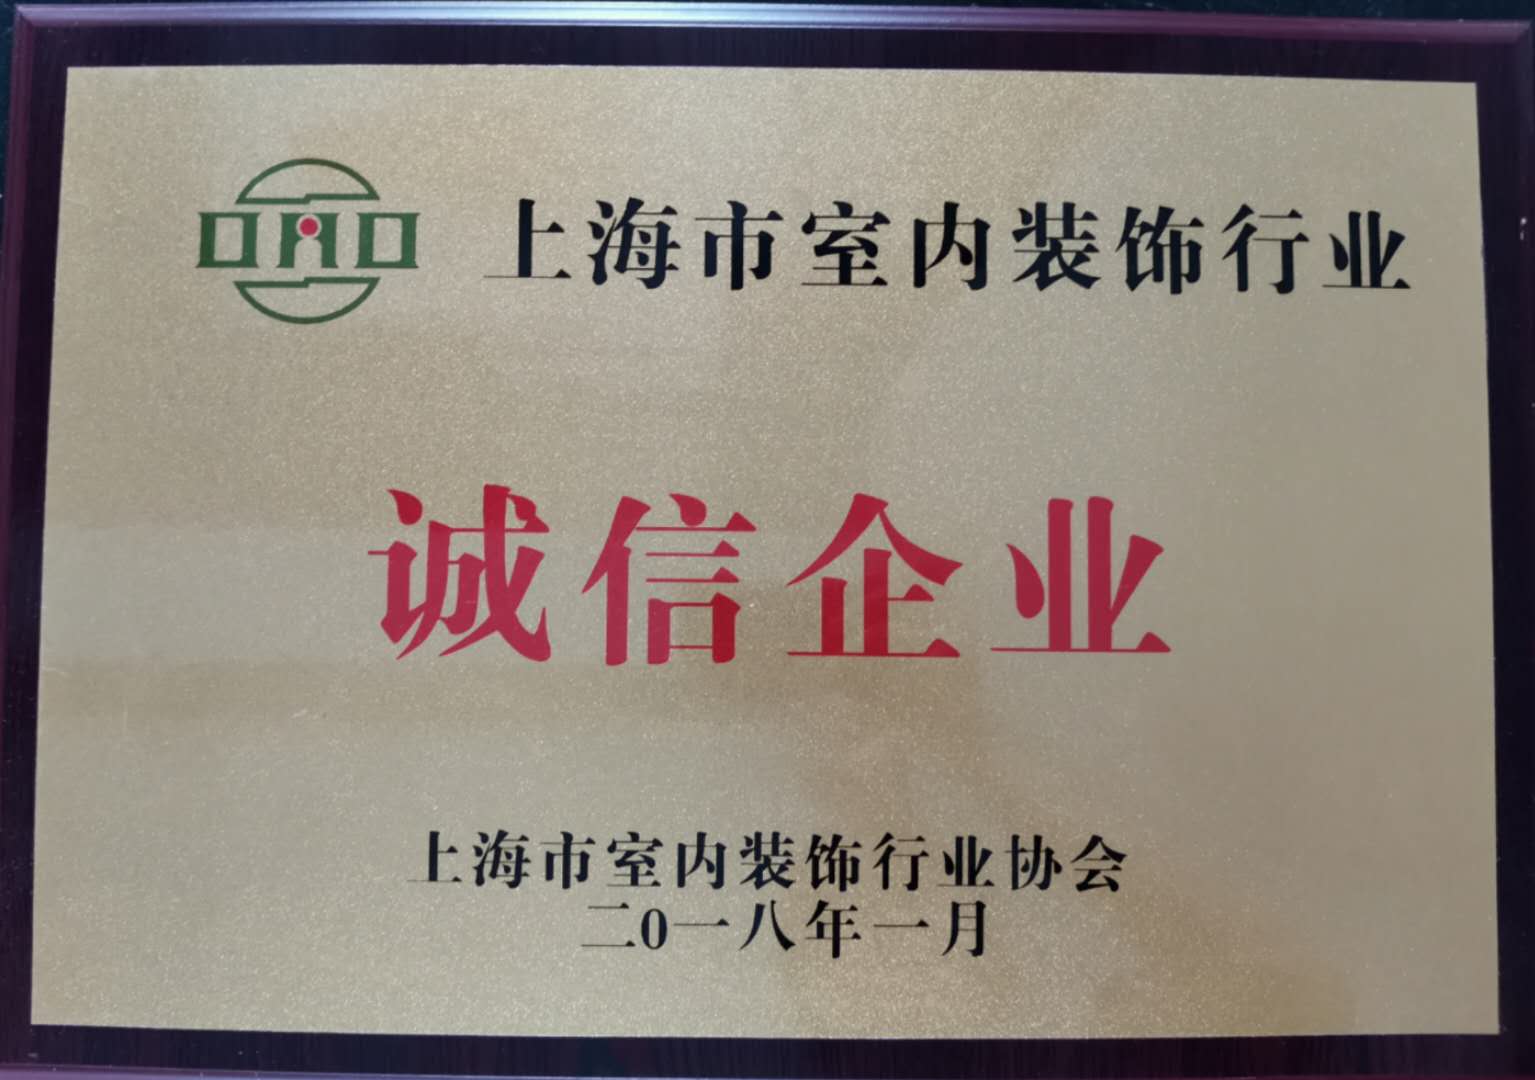 上海市室内装饰行业
诚信企业
上海市室内装饰行业协会
二0一八年一月